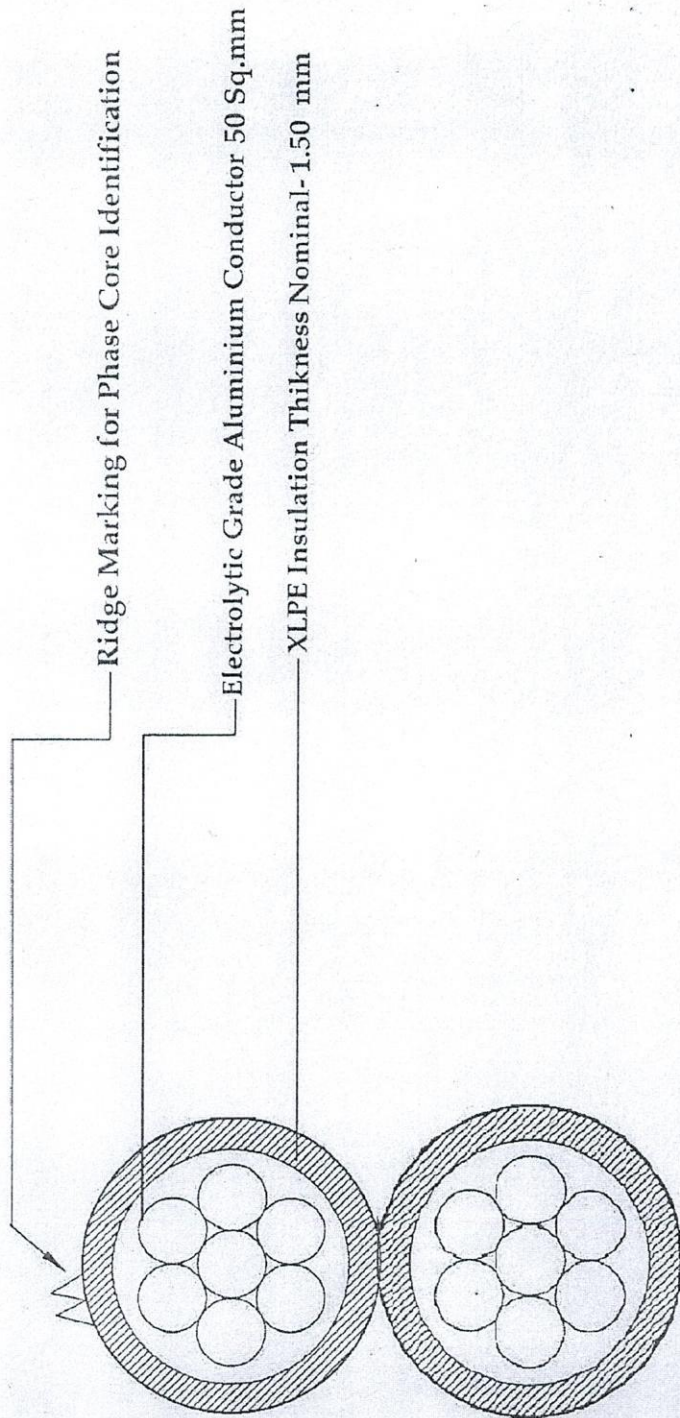 Ridge Marking for Phase Core Identification
Electrolytic Grade Aluminium Conductor 50 Sq.mm
XLPE Insulation Thikness Nominal- 1.50 mm